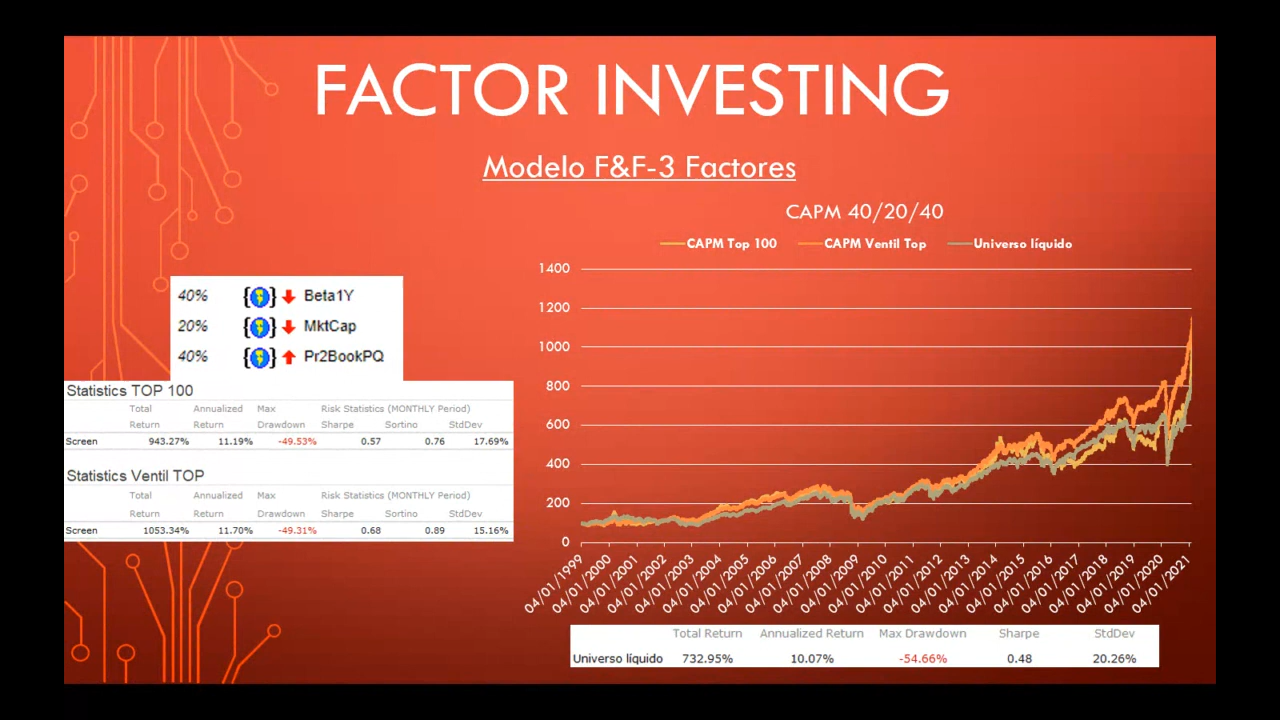 FACTOR INVESTING
Modelo F&F-3 Factores
CAPM 40/20/40
CAPM Top 100 CAPM Ventil Top Universo líquido
40% Beta1Y
20% MktCap
40% Pr2BookPQ
Statistics TOP 100
Total Annualized Max Risk Statistics (MONTHLY Period)
Return Return Drawdown Sharpe Sortino StdDev
Screen 943.27% 11.19% -49.53% 0.57 0.76 17.69%
Statistics Ventil TOP
Total Annualized Max Risk Statistics (MONTHLY Period)
Return Return Drawdown Sharpe Sortino StdDev
Screen 1053.34% 11.70% -49.31% 0.68 0.89 15.16%
1400
1200
1000
800
600
400
200
0
04/01/1999
04/01/2000
04/01/2001
04/01/2002
04/01/2003
04/01/2004
04/01/2005
04/01/2006
04/01/2007
04/01/2008
04/01/2009
04/01/2010
04/01/2011
04/01/2012
04/01/2013
04/01/2014
04/01/2015
04/01/2016
04/01/2017
04/01/2018
04/01/2019
04/01/2020
04/01/2021
Total Return Annualized Return Max Drawdown Sharpe StdDev
Universo líquido 732.95% 10.07% -54.66% 0.48 20.26%